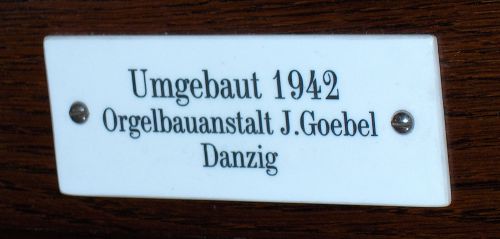 Umgebaut 1942
Orgelbauanstalt J.Goebel
Danzig